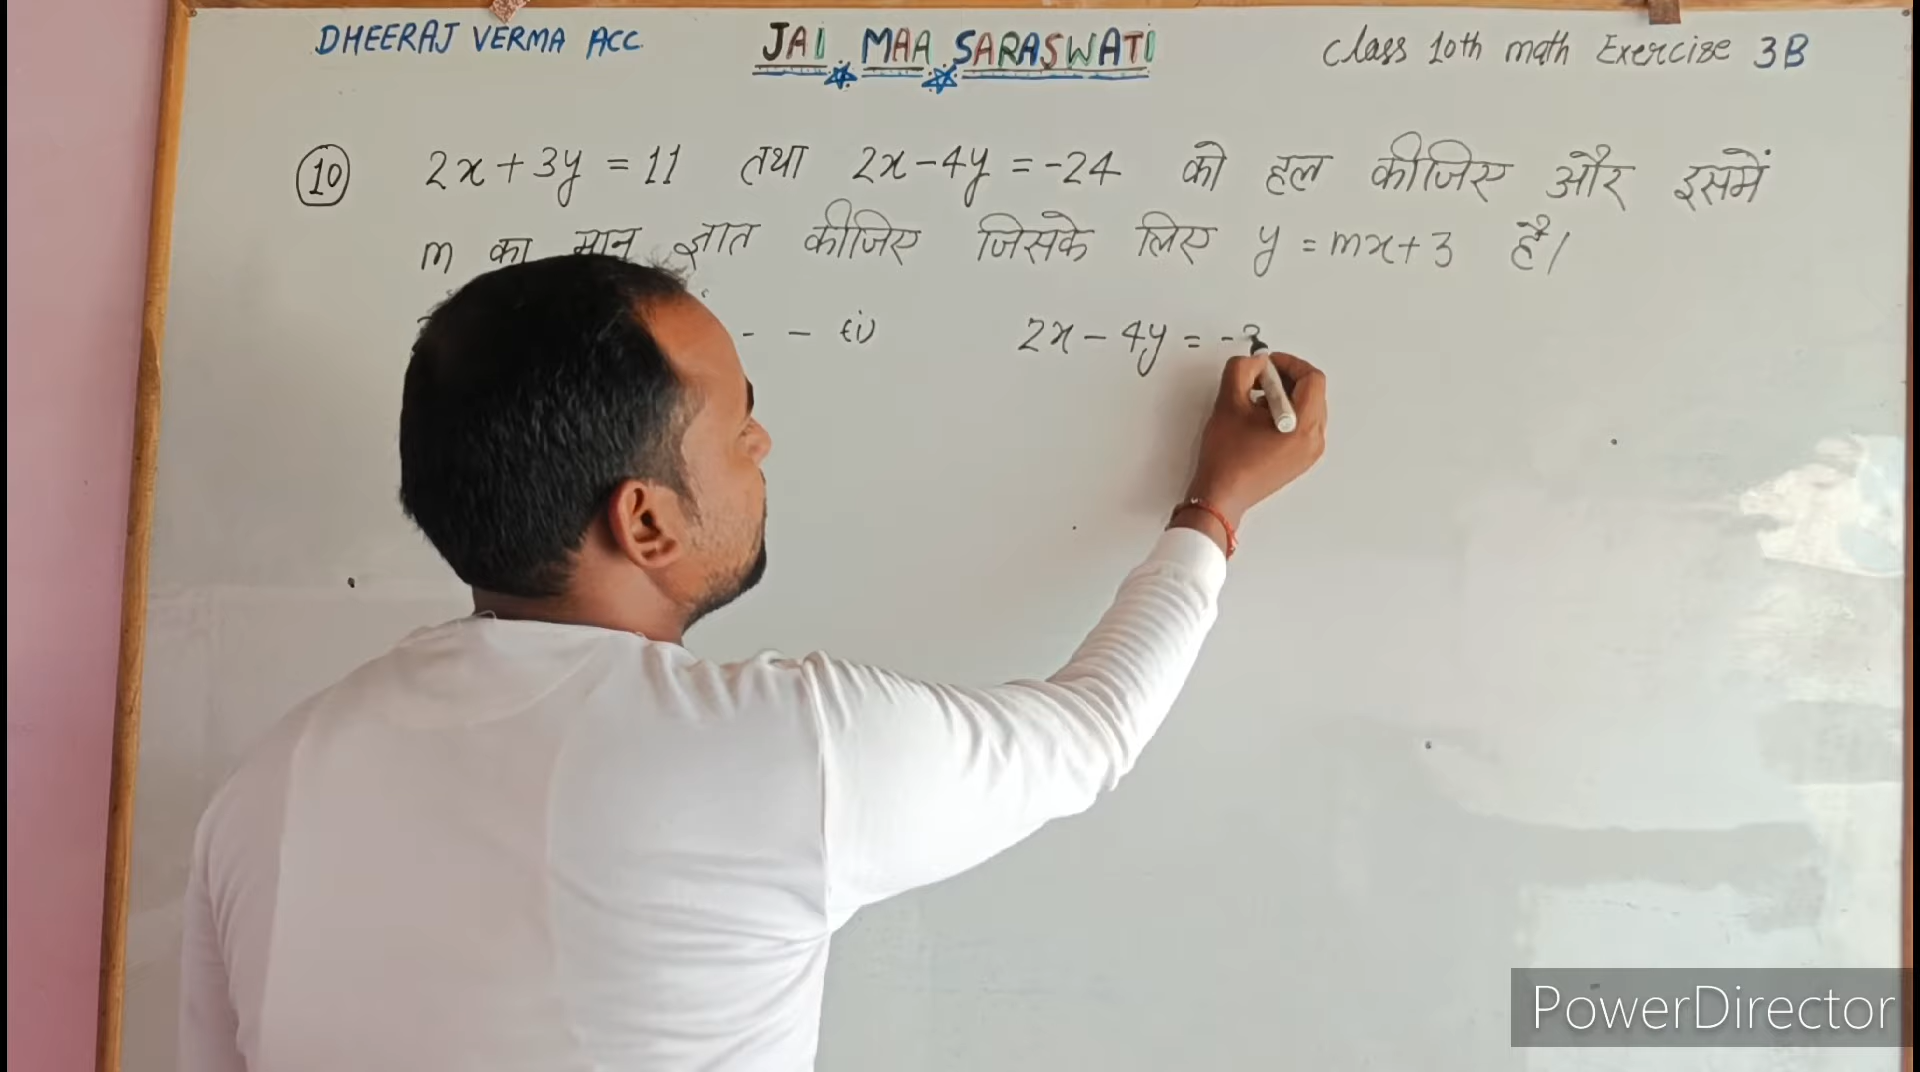 DHEERAJ VERMA ACC.
JAI MAA SARASWATI
Class 10th math Exercise 3B
(10) 2x+3y = 11 तथा 2x-4y = -24 को हल कीजिए और इसमें
m का मान ज्ञात कीजिए जिसके लिए y = mx+3 है।
- - (i) 2x - 4y = -2
PowerDirector